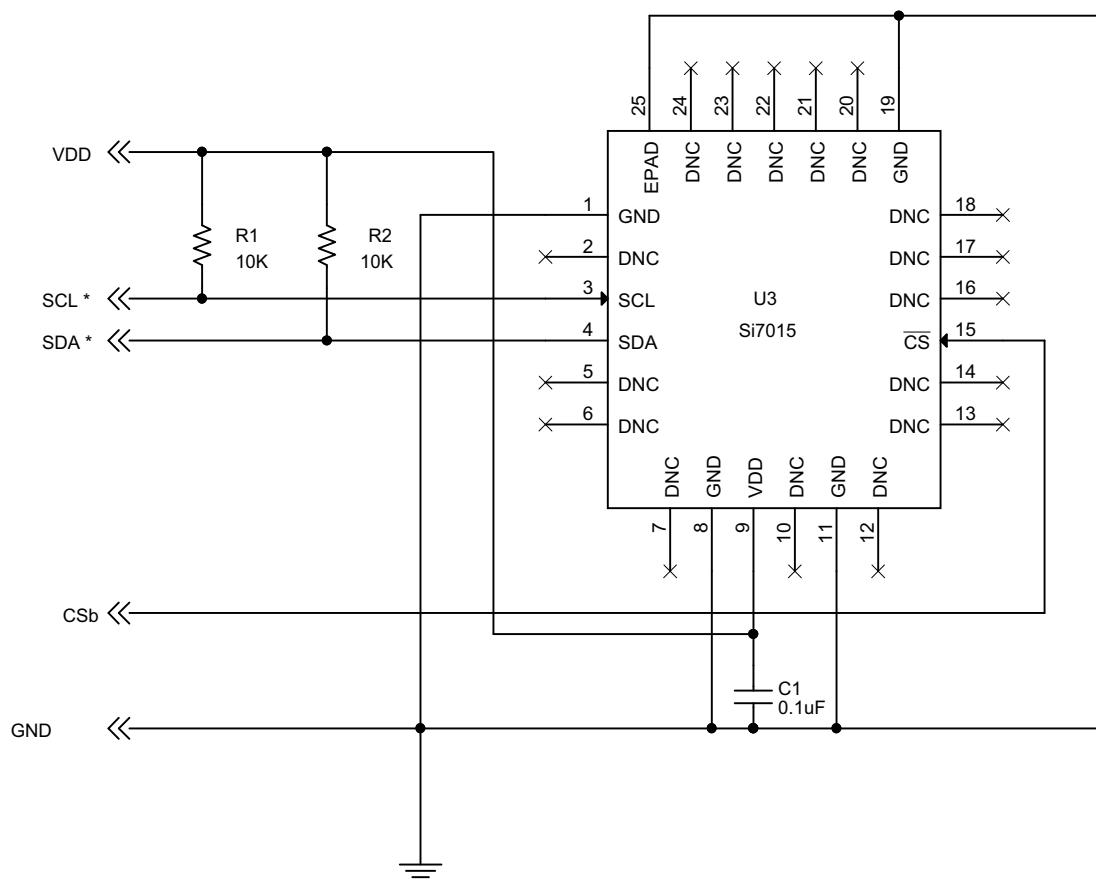 25
24
23
22
21
20
19
EPAD
DNC
DNC
DNC
DNC
DNC
GND
VDD
R1
10K
R2
10K
SCL *
SDA *
1
GND
2
DNC
3
SCL
4
SDA
5
DNC
6
DNC
U3
Si7015
DNC
18
DNC
17
DNC
16
CS
15
DNC
14
DNC
13
DNC
GND
VDD
DNC
GND
DNC
7
8
9
10
11
12
CSb
C1
0.1uF
GND